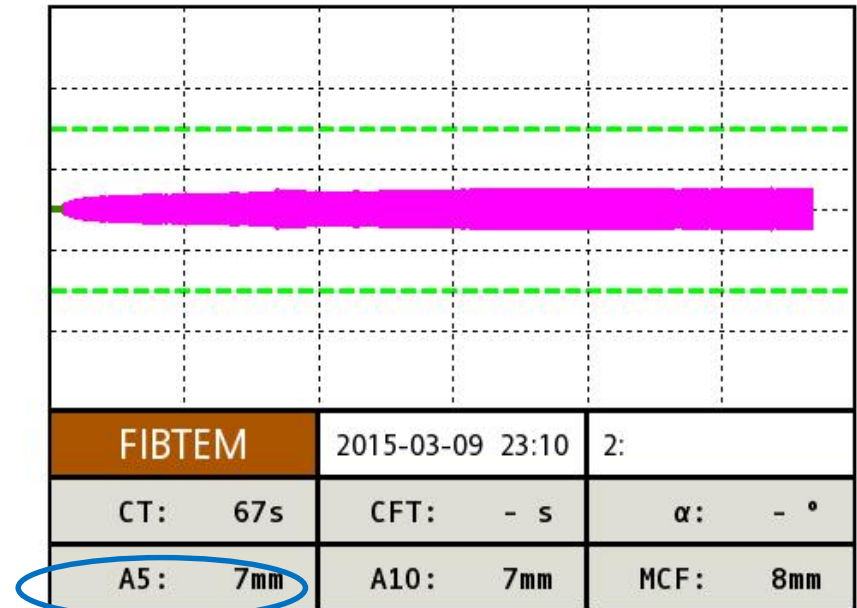 FIBTEM 2015-03-09 23:10 2:
CT: 67s CFT: - s α: - °
A5: 7mm A10: 7mm MCF: 8mm